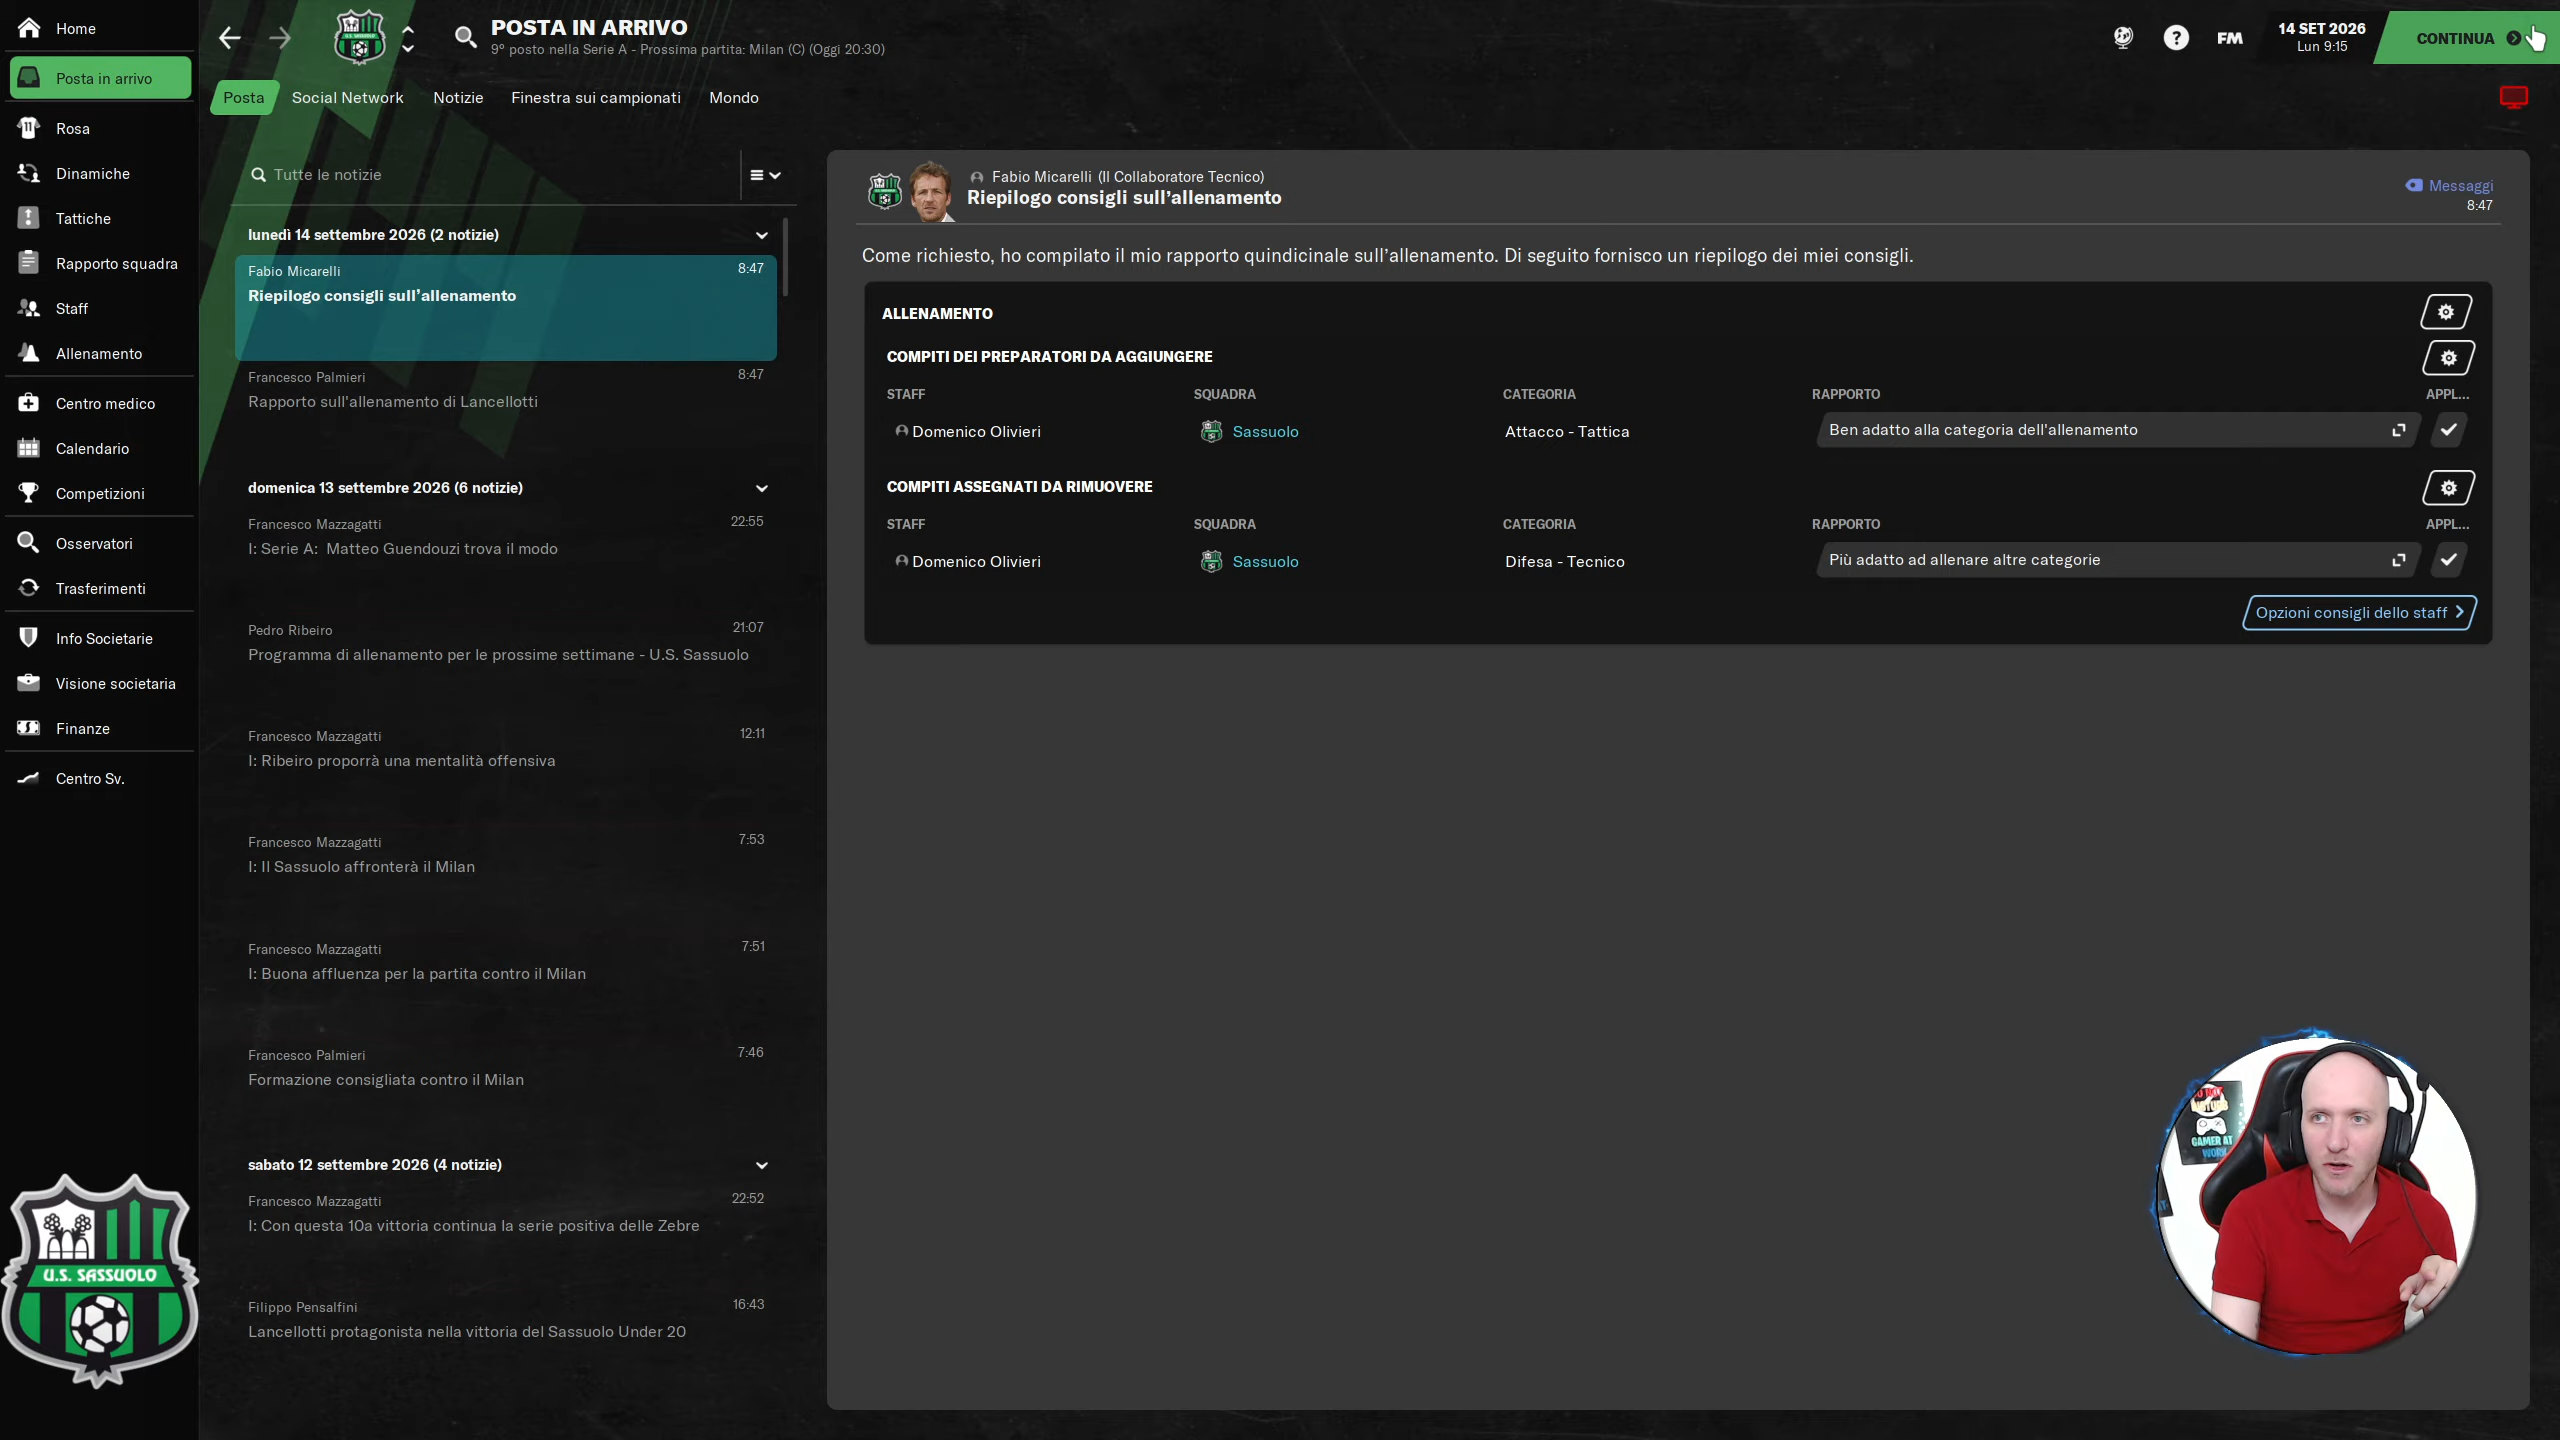 Home
Posta in arrivo
Rosa
Dinamiche
Tattiche
Rapporto squadra
Staff
Allenamento
Centro medico
Calendario
Competizioni
Osservatori
Trasferimenti
Info Societarie
Visione societaria
Finanze
Centro Sv.
U.S. SASSUOLO
POSTA IN ARRIVO
9° posto nella Serie A - Prossima partita: Milan (C) (Oggi 20:30)
FM
14 SET 2026
Lun 9:15
CONTINUA
Posta
Social Network
Notizie
Finestra sui campionati
Mondo
Tutte le notizie
lunedì 14 settembre 2026 (2 notizie)
Fabio Micarelli 8:47
Riepilogo consigli sull'allenamento
Francesco Palmieri 8:47
Rapporto sull'allenamento di Lancellotti
domenica 13 settembre 2026 (6 notizie)
Francesco Mazzagatti 22:55
I: Serie A: Matteo Guendouzi trova il modo
Pedro Ribeiro 21:07
Programma di allenamento per le prossime settimane - U.S. Sassuolo
Francesco Mazzagatti 12:11
I: Ribeiro proporrà una mentalità offensiva
Francesco Mazzagatti 7:53
I: Il Sassuolo affronterà il Milan
Francesco Mazzagatti 7:51
I: Buona affluenza per la partita contro il Milan
Francesco Palmieri 7:46
Formazione consigliata contro il Milan
sabato 12 settembre 2026 (4 notizie)
Francesco Mazzagatti 22:52
I: Con questa 10a vittoria continua la serie positiva delle Zebre
Filippo Pensalfini 16:43
Lancellotti protagonista nella vittoria del Sassuolo Under 20
Fabio Micarelli (Il Collaboratore Tecnico)
Riepilogo consigli sull'allenamento
Messaggi
8:47
Come richiesto, ho compilato il mio rapporto quindicinale sull'allenamento. Di seguito fornisco un riepilogo dei miei consigli.
ALLENAMENTO
COMPITI DEI PREPARATORI DA AGGIUNGERE
STAFF SQUADRA CATEGORIA RAPPORTO APPL...
Domenico Olivieri Sassuolo Attacco - Tattica Ben adatto alla categoria dell'allenamento
COMPITI ASSEGNATI DA RIMUOVERE
STAFF SQUADRA CATEGORIA RAPPORTO APPL...
Domenico Olivieri Sassuolo Difesa - Tecnico Più adatto ad allenare altre categorie
Opzioni consigli dello staff
GAMER AT
WORK